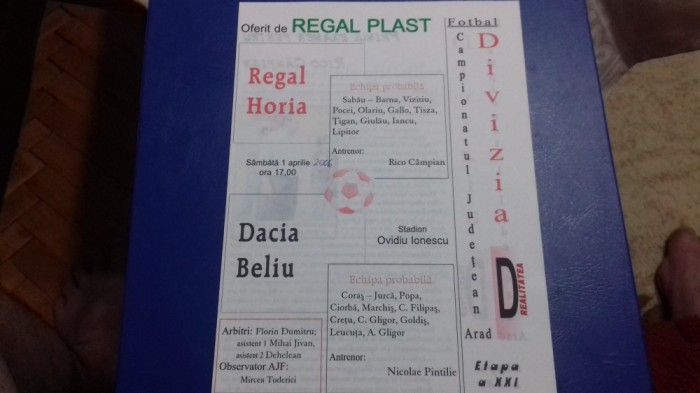 Oferit de REGAL PLAST
Regal
Horia
Echipa probabilă
Sabău – Barna, Vizitiu,
Pocei, Olariu, Gallo, Tisza,
Țigan, Giulău, Iancu,
Lipitor
Antrenor:
Rico Câmpian
Sâmbătă 1 aprilie 2006
ora 17,00
Stadion
Ovidiu Ionescu
Dacia
Beliu
Echipa probabilă
Coraș – Jurcă, Popa,
Ciorbă, Marchiș, C. Filipaș,
Crețu, C. Gligor, Goldiș,
Leucuța, A. Gligor
Antrenor:
Nicolae Pintilie
Arbitri: Florin Dumitru;
asistent 1 Mihai Jivan,
asistent 2 Dehelean
Observator AJF:
Mircea Toderici
Fotbal
Divizia
D
REALITATEA
Campionatul Județean
Arad
Etapa
a XXI